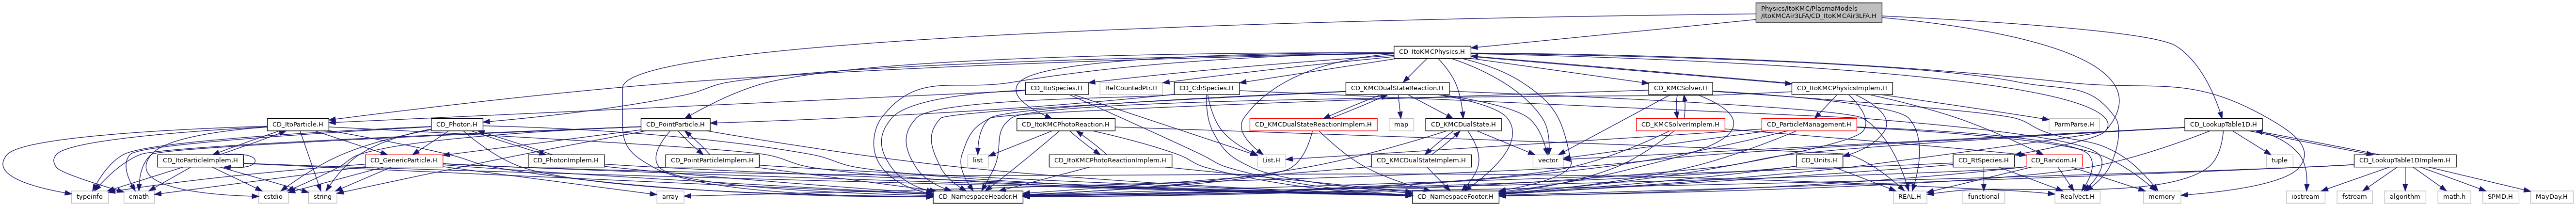 Physics/ItoKMC/PlasmaModels
/ItoKMCAir3LFA/CD_ItoKMCAir3LFA.H
CD_ItoKMCPhysics.H
CD_ItoSpecies.H
RefCountedPtr.H
CD_CdrSpecies.H
CD_KMCDualStateReaction.H
CD_KMCSolver.H
CD_ItoKMCPhysicsImplem.H
CD_ItoParticle.H
CD_Photon.H
CD_PointParticle.H
CD_ItoKMCPhotoReaction.H
CD_KMCDualStateReactionImplem.H
map
CD_KMCDualState.H
CD_KMCSolverImplem.H
CD_ParticleManagement.H
ParmParse.H
CD_LookupTable1D.H
CD_ItoParticleImplem.H
CD_GenericParticle.H
CD_PhotonImplem.H
CD_PointParticleImplem.H
list
CD_ItoKMCPhotoReactionImplem.H
List.H
CD_KMCDualStateImplem.H
vector
CD_Units.H
CD_RtSpecies.H
CD_Random.H
tuple
CD_LookupTable1DImplem.H
typeinfo
cmath
cstdio
string
array
CD_NamespaceHeader.H
CD_NamespaceFooter.H
REAL.H
functional
RealVect.H
memory
iostream
fstream
algorithm
math.h
SPMD.H
MayDay.H